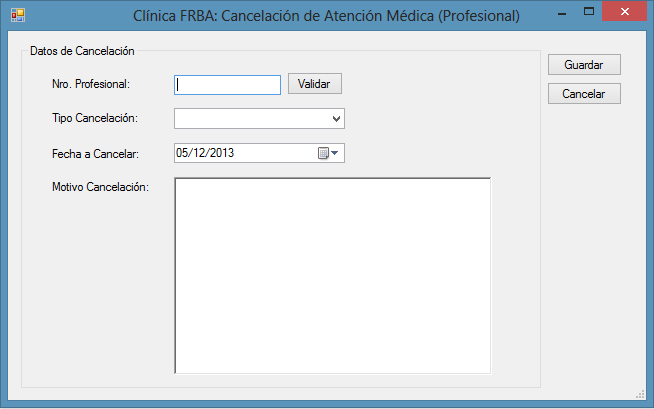 Clínica FRBA: Cancelación de Atención Médica (Profesional)
Datos de Cancelación
Nro. Profesional:
Validar
Guardar
Cancelar
Tipo Cancelación:
Fecha a Cancelar:
05/12/2013
Motivo Cancelación: